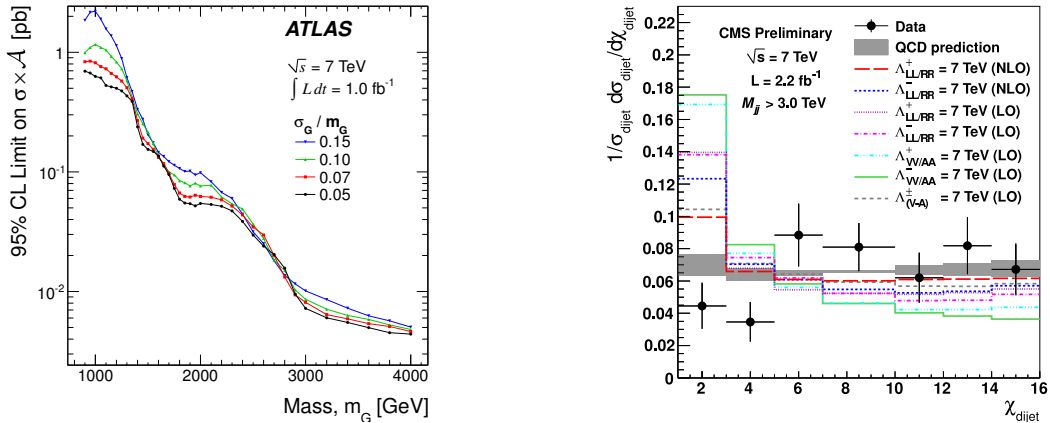 95% CL Limit on σ × A [pb]
1
10⁻¹
10⁻²
ATLAS
√s = 7 TeV
∫ L dt = 1.0 fb⁻¹
σ_G / m_G
0.15
0.10
0.07
0.05
1000 2000 3000 4000
Mass, m_G [GeV]
1/σ_dijet dσ_dijet/dχ_dijet
0.22
0.2
0.18
0.16
0.14
0.12
0.1
0.08
0.06
0.04
0.02
0
CMS Preliminary
√s = 7 TeV
L = 2.2 fb⁻¹
M_jj > 3.0 TeV
Data
QCD prediction
Λ⁺_LL/RR = 7 TeV (NLO)
Λ⁻_LL/RR = 7 TeV (NLO)
Λ⁺_LL/RR = 7 TeV (LO)
Λ⁻_LL/RR = 7 TeV (LO)
Λ⁺_VV/AA = 7 TeV (LO)
Λ⁻_VV/AA = 7 TeV (LO)
Λ±_(V-A) = 7 TeV (LO)
2 4 6 8 10 12 14 16
χ_dijet